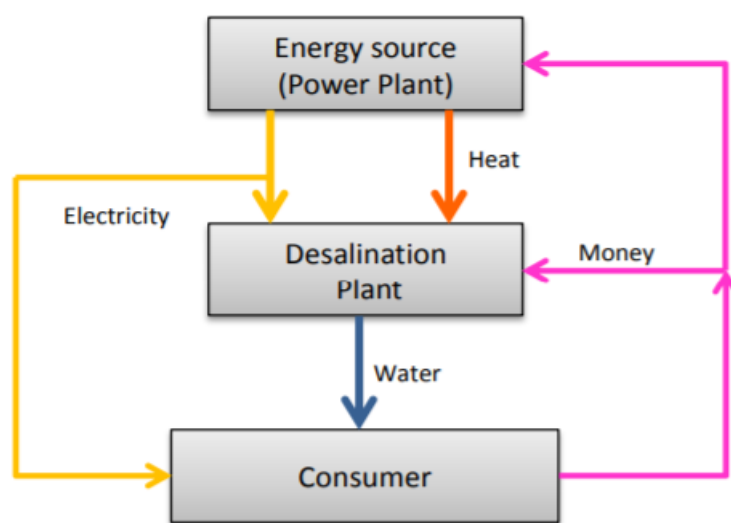 Energy source
(Power Plant)
Heat
Electricity
Desalination
Plant
Money
Water
Consumer